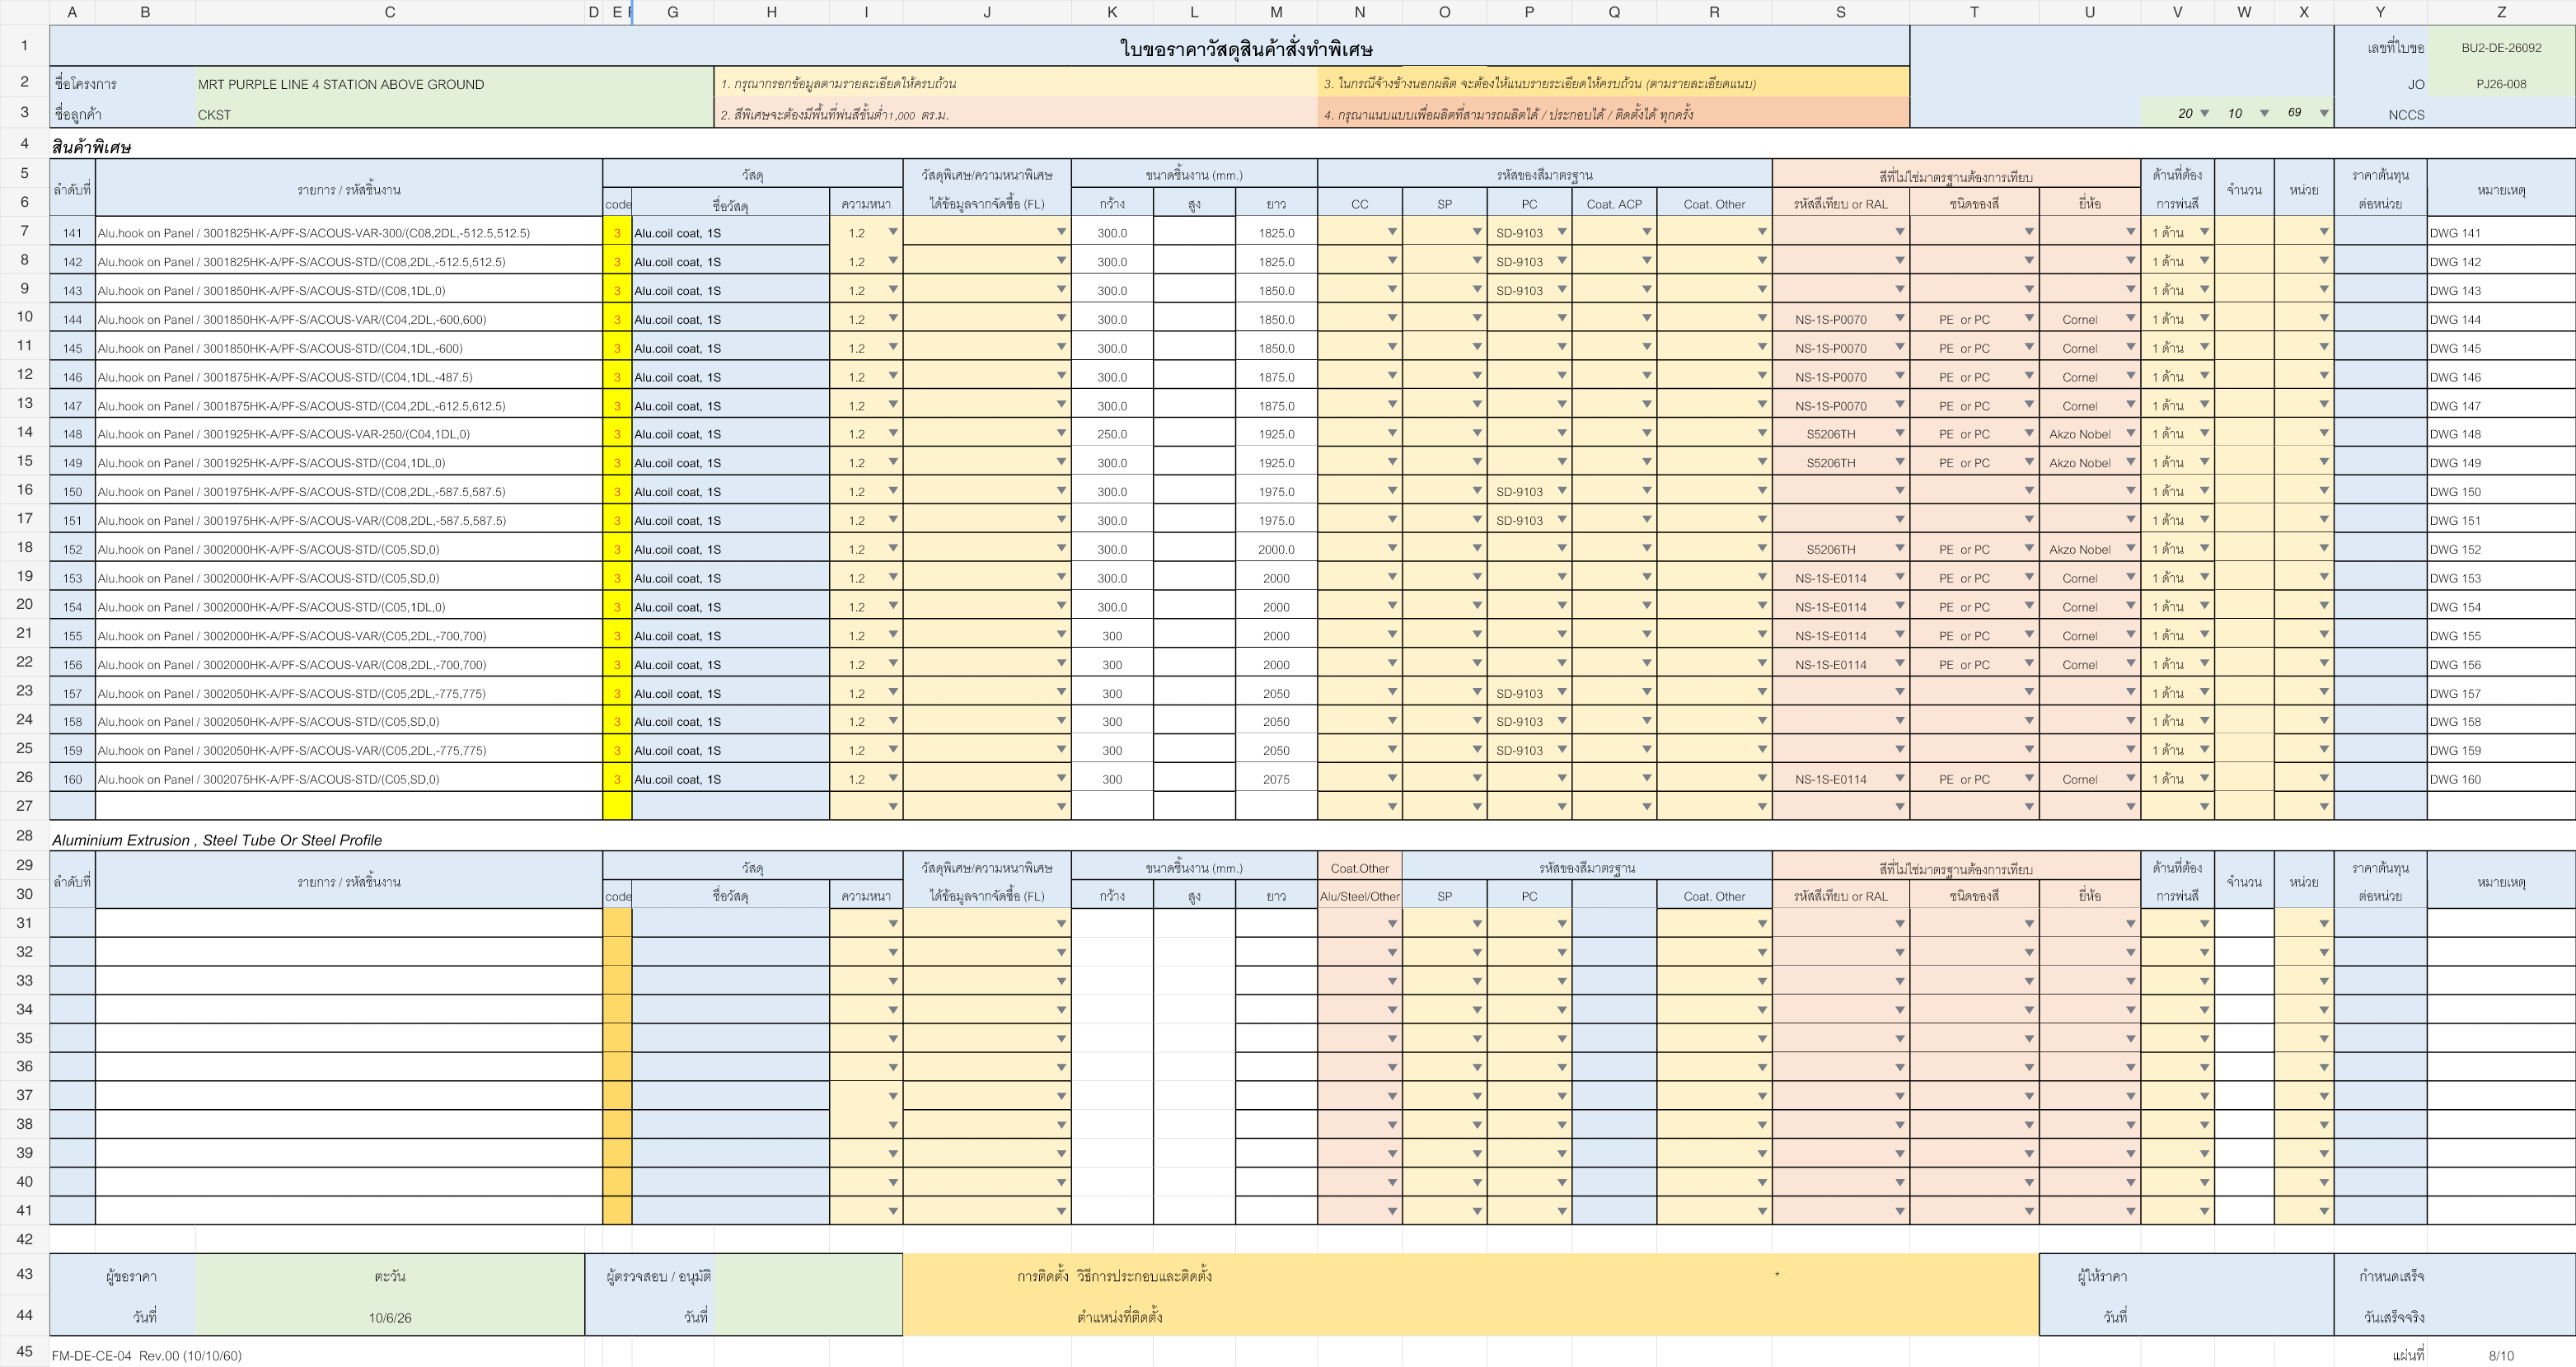 A B C D E F G H I J K L M N O P Q R S T U V W X Y Z
1 ใบขอราคาวัสดุสินค้าสั่งทำพิเศษ เลขที่ใบขอ BU2-DE-26092
2 ชื่อโครงการ MRT PURPLE LINE 4 STATION ABOVE GROUND 1. กรุณากรอกข้อมูลตามรายละเอียดให้ครบถ้วน 3. ในกรณีจ้างข้างนอกผลิต จะต้องให้แนบรายระเอียดให้ครบถ้วน (ตามรายละเอียดแนบ) JO PJ26-008
3 ชื่อลูกค้า CKST 2. สีพิเศษจะต้องมีพื้นที่พ่นสีขั้นต่ำ1,000 ตร.ม. 4. กรุณาแนบแบบเพื่อผลิตที่สามารถผลิตได้ / ประกอบได้ / ติดตั้งได้ ทุกครั้ง 20 10 69 NCCS
4 สินค้าพิเศษ
5 ลำดับที่ รายการ / รหัสชิ้นงาน วัสดุ วัสดุพิเศษ/ความหนาพิเศษ ขนาดชิ้นงาน (mm.) รหัสของสีมาตรฐาน สีที่ไม่ใช่มาตรฐานต้องการเทียบ ด้านที่ต้อง จำนวน หน่วย ราคาต้นทุน หมายเหตุ
6 code ชื่อวัสดุ ความหนา ได้ข้อมูลจากจัดซื้อ (FL) กว้าง สูง ยาว CC SP PC Coat. ACP Coat. Other รหัสสีเทียบ or RAL ชนิดของสี ยี่ห้อ การพ่นสี ต่อหน่วย
7 141 Alu.hook on Panel / 3001825HK-A/PF-S/ACOUS-VAR-300/(C08,2DL,-512.5,512.5) 3 Alu.coil coat, 1S 1.2 300.0 1825.0 SD-9103 1 ด้าน DWG 141
8 142 Alu.hook on Panel / 3001825HK-A/PF-S/ACOUS-STD/(C08,2DL,-512.5,512.5) 3 Alu.coil coat, 1S 1.2 300.0 1825.0 SD-9103 1 ด้าน DWG 142
9 143 Alu.hook on Panel / 3001850HK-A/PF-S/ACOUS-STD/(C08,1DL,0) 3 Alu.coil coat, 1S 1.2 300.0 1850.0 SD-9103 1 ด้าน DWG 143
10 144 Alu.hook on Panel / 3001850HK-A/PF-S/ACOUS-VAR/(C04,2DL,-600,600) 3 Alu.coil coat, 1S 1.2 300.0 1850.0 NS-1S-P0070 PE or PC Cornel 1 ด้าน DWG 144
11 145 Alu.hook on Panel / 3001850HK-A/PF-S/ACOUS-STD/(C04,1DL,-600) 3 Alu.coil coat, 1S 1.2 300.0 1850.0 NS-1S-P0070 PE or PC Cornel 1 ด้าน DWG 145
12 146 Alu.hook on Panel / 3001875HK-A/PF-S/ACOUS-STD/(C04,1DL,-487.5) 3 Alu.coil coat, 1S 1.2 300.0 1875.0 NS-1S-P0070 PE or PC Cornel 1 ด้าน DWG 146
13 147 Alu.hook on Panel / 3001875HK-A/PF-S/ACOUS-STD/(C04,2DL,-612.5,612.5) 3 Alu.coil coat, 1S 1.2 300.0 1875.0 NS-1S-P0070 PE or PC Cornel 1 ด้าน DWG 147
14 148 Alu.hook on Panel / 3001925HK-A/PF-S/ACOUS-VAR-250/(C04,1DL,0) 3 Alu.coil coat, 1S 1.2 250.0 1925.0 S5206TH PE or PC Akzo Nobel 1 ด้าน DWG 148
15 149 Alu.hook on Panel / 3001925HK-A/PF-S/ACOUS-STD/(C04,1DL,0) 3 Alu.coil coat, 1S 1.2 300.0 1925.0 S5206TH PE or PC Akzo Nobel 1 ด้าน DWG 149
16 150 Alu.hook on Panel / 3001975HK-A/PF-S/ACOUS-STD/(C08,2DL,-587.5,587.5) 3 Alu.coil coat, 1S 1.2 300.0 1975.0 SD-9103 1 ด้าน DWG 150
17 151 Alu.hook on Panel / 3001975HK-A/PF-S/ACOUS-VAR/(C08,2DL,-587.5,587.5) 3 Alu.coil coat, 1S 1.2 300.0 1975.0 SD-9103 1 ด้าน DWG 151
18 152 Alu.hook on Panel / 3002000HK-A/PF-S/ACOUS-STD/(C05,SD,0) 3 Alu.coil coat, 1S 1.2 300.0 2000.0 S5206TH PE or PC Akzo Nobel 1 ด้าน DWG 152
19 153 Alu.hook on Panel / 3002000HK-A/PF-S/ACOUS-STD/(C05,SD,0) 3 Alu.coil coat, 1S 1.2 300.0 2000 NS-1S-E0114 PE or PC Cornel 1 ด้าน DWG 153
20 154 Alu.hook on Panel / 3002000HK-A/PF-S/ACOUS-STD/(C05,1DL,0) 3 Alu.coil coat, 1S 1.2 300.0 2000 NS-1S-E0114 PE or PC Cornel 1 ด้าน DWG 154
21 155 Alu.hook on Panel / 3002000HK-A/PF-S/ACOUS-VAR/(C05,2DL,-700,700) 3 Alu.coil coat, 1S 1.2 300 2000 NS-1S-E0114 PE or PC Cornel 1 ด้าน DWG 155
22 156 Alu.hook on Panel / 3002000HK-A/PF-S/ACOUS-VAR/(C08,2DL,-700,700) 3 Alu.coil coat, 1S 1.2 300 2000 NS-1S-E0114 PE or PC Cornel 1 ด้าน DWG 156
23 157 Alu.hook on Panel / 3002050HK-A/PF-S/ACOUS-STD/(C05,2DL,-775,775) 3 Alu.coil coat, 1S 1.2 300 2050 SD-9103 1 ด้าน DWG 157
24 158 Alu.hook on Panel / 3002050HK-A/PF-S/ACOUS-STD/(C05,SD,0) 3 Alu.coil coat, 1S 1.2 300 2050 SD-9103 1 ด้าน DWG 158
25 159 Alu.hook on Panel / 3002050HK-A/PF-S/ACOUS-VAR/(C05,2DL,-775,775) 3 Alu.coil coat, 1S 1.2 300 2050 SD-9103 1 ด้าน DWG 159
26 160 Alu.hook on Panel / 3002075HK-A/PF-S/ACOUS-STD/(C05,SD,0) 3 Alu.coil coat, 1S 1.2 300 2075 NS-1S-E0114 PE or PC Cornel 1 ด้าน DWG 160
27
28 Aluminium Extrusion , Steel Tube Or Steel Profile
29 ลำดับที่ รายการ / รหัสชิ้นงาน วัสดุ วัสดุพิเศษ/ความหนาพิเศษ ขนาดชิ้นงาน (mm.) Coat.Other รหัสของสีมาตรฐาน สีที่ไม่ใช่มาตรฐานต้องการเทียบ ด้านที่ต้อง จำนวน หน่วย ราคาต้นทุน หมายเหตุ
30 code ชื่อวัสดุ ความหนา ได้ข้อมูลจากจัดซื้อ (FL) กว้าง สูง ยาว Alu/Steel/Other SP PC Coat. Other รหัสสีเทียบ or RAL ชนิดของสี ยี่ห้อ การพ่นสี ต่อหน่วย
31
32
33
34
35
36
37
38
39
40
41
42
43 ผู้ขอราคา ตะวัน ผู้ตรวจสอบ / อนุมัติ การติดตั้ง วิธีการประกอบและติดตั้ง * ผู้ให้ราคา กำหนดเสร็จ
44 วันที่ 10/6/26 วันที่ ตำแหน่งที่ติดตั้ง วันที่ วันเสร็จจริง
45 FM-DE-CE-04 Rev.00 (10/10/60) แผ่นที่ 8/10